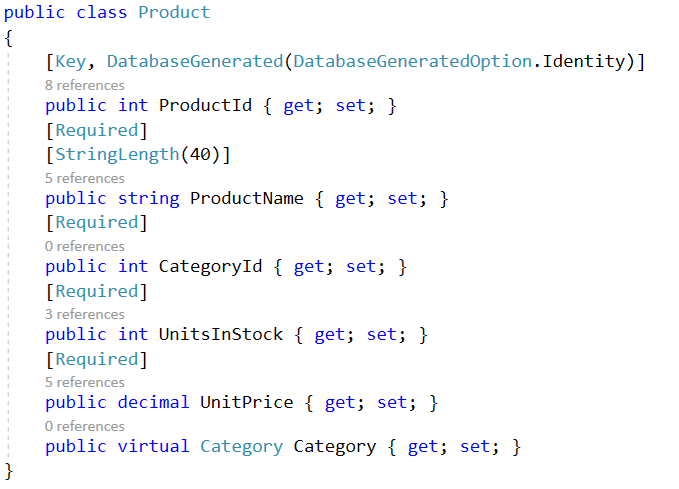 public class Product
{
    [Key, DatabaseGenerated(DatabaseGeneratedOption.Identity)]
    8 references
    public int ProductId { get; set; }
    [Required]
    [StringLength(40)]
    5 references
    public string ProductName { get; set; }
    [Required]
    0 references
    public int CategoryId { get; set; }
    [Required]
    3 references
    public int UnitsInStock { get; set; }
    [Required]
    5 references
    public decimal UnitPrice { get; set; }
    0 references
    public virtual Category Category { get; set; }
}